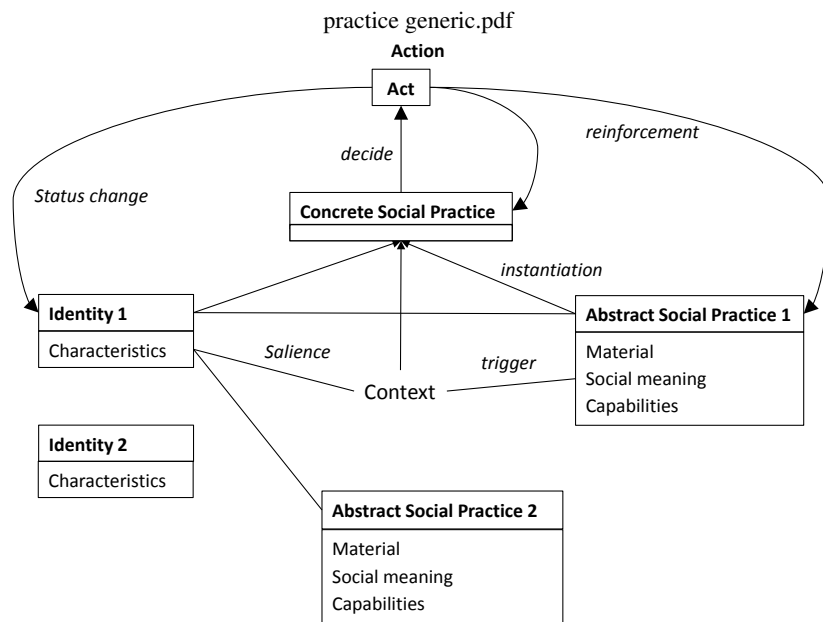 practice generic.pdf
Action
Act
reinforcement
decide
Status change
Concrete Social Practice
instantiation
Identity 1
Characteristics
Abstract Social Practice 1
Material
Social meaning
Capabilities
Salience
trigger
Context
Identity 2
Characteristics
Abstract Social Practice 2
Material
Social meaning
Capabilities